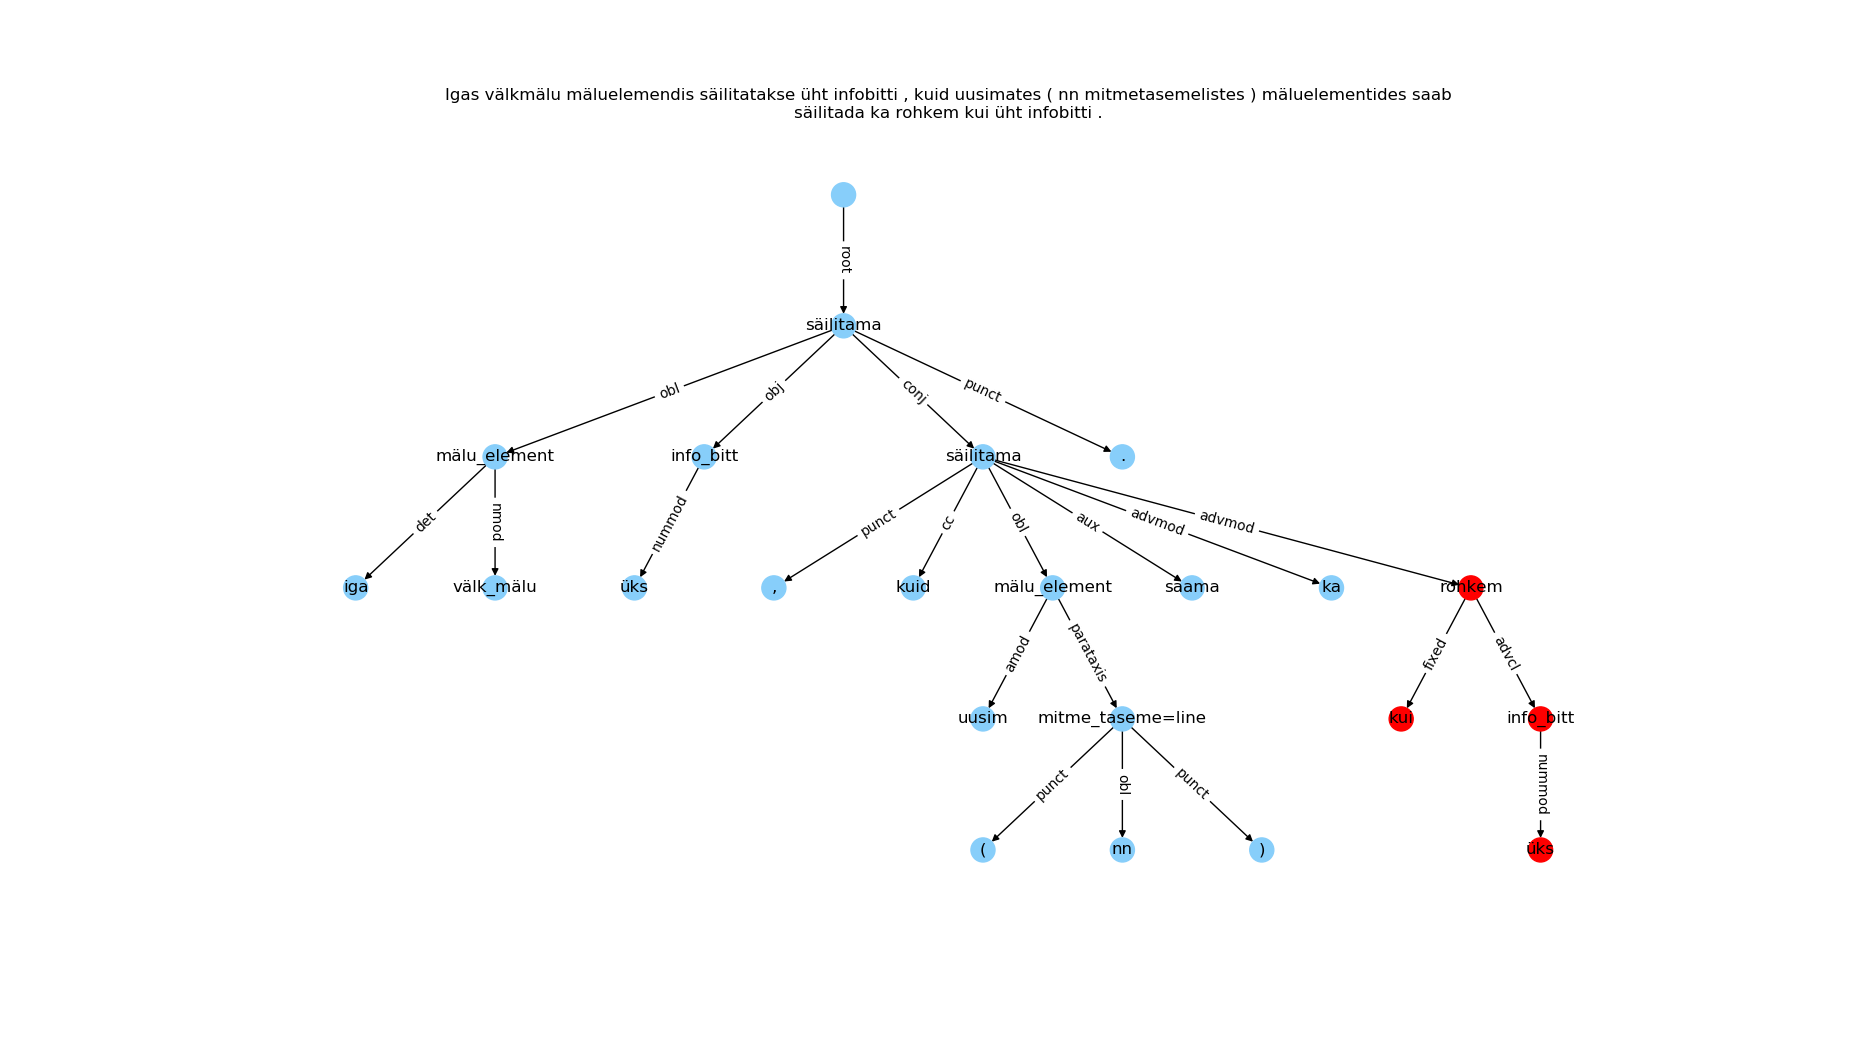 Igas välkmälu mäluelemendis säilitatakse üht infobitti , kuid uusimates ( nn mitmetasemelistes ) mäluelementides saab
säilitada ka rohkem kui üht infobitti .
root
säilitama
obl
obj
conj
punct
mälu_element
info_bitt
säilitama
.
det
nmod
nummod
punct
cc
obl
aux
advmod
advmod
iga
välk_mälu
üks
,
kuid
mälu_element
saama
ka
rohkem
amod
parataxis
fixed
advcl
uusim
mitme_taseme=line
kui
info_bitt
punct
obl
punct
nummod
(
nn
)
üks